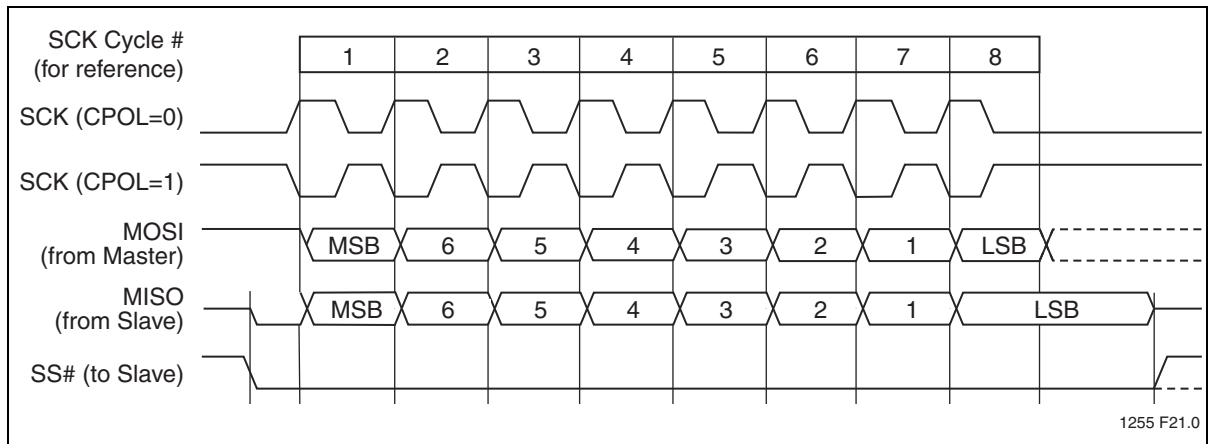 SCK Cycle #
(for reference)
1 2 3 4 5 6 7 8
SCK (CPOL=0)
SCK (CPOL=1)
MOSI
(from Master)
MSB 6 5 4 3 2 1 LSB
MISO
(from Slave)
MSB 6 5 4 3 2 1 LSB
SS# (to Slave)
1255 F21.0